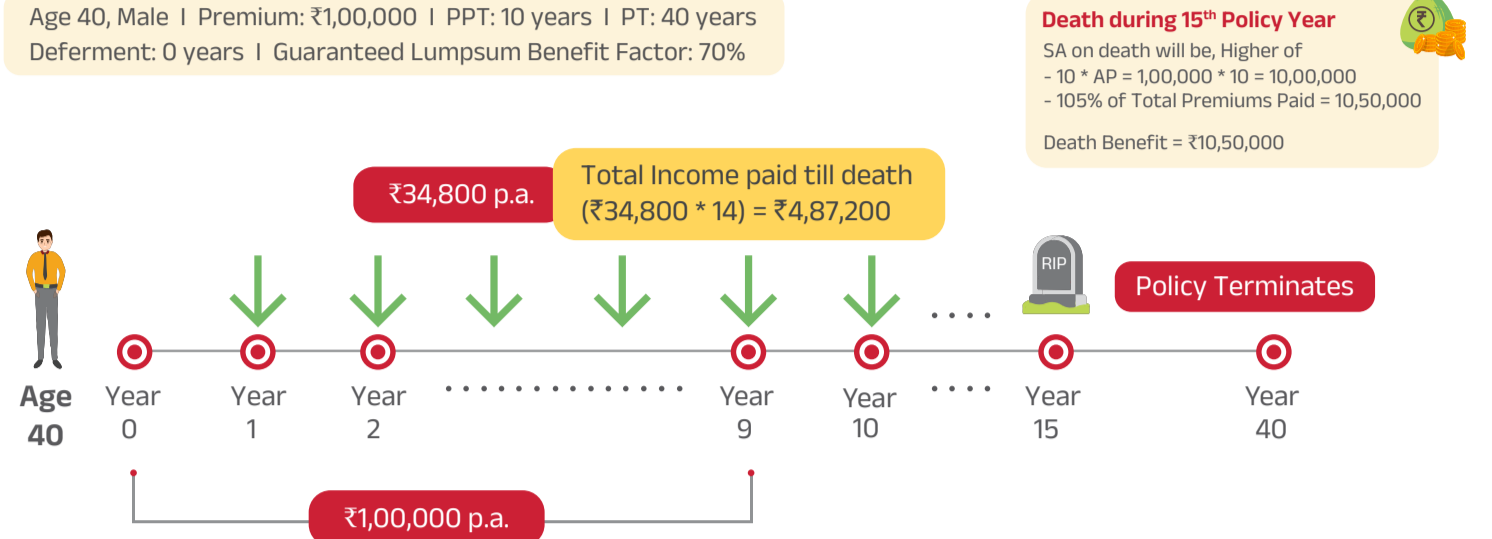 Age 40, Male I Premium: ₹1,00,000 I PPT: 10 years I PT: 40 years
Deferment: 0 years I Guaranteed Lumpsum Benefit Factor: 70%
Death during 15th Policy Year
SA on death will be, Higher of
- 10 * AP = 1,00,000 * 10 = 10,00,000
- 105% of Total Premiums Paid = 10,50,000
Death Benefit = ₹10,50,000
₹
₹34,800 p.a.
Total Income paid till death
(₹34,800 * 14) = ₹4,87,200
RIP
Policy Terminates
Age
40
Year
0
Year
1
Year
2
Year
9
Year
10
Year
15
Year
40
₹1,00,000 p.a.